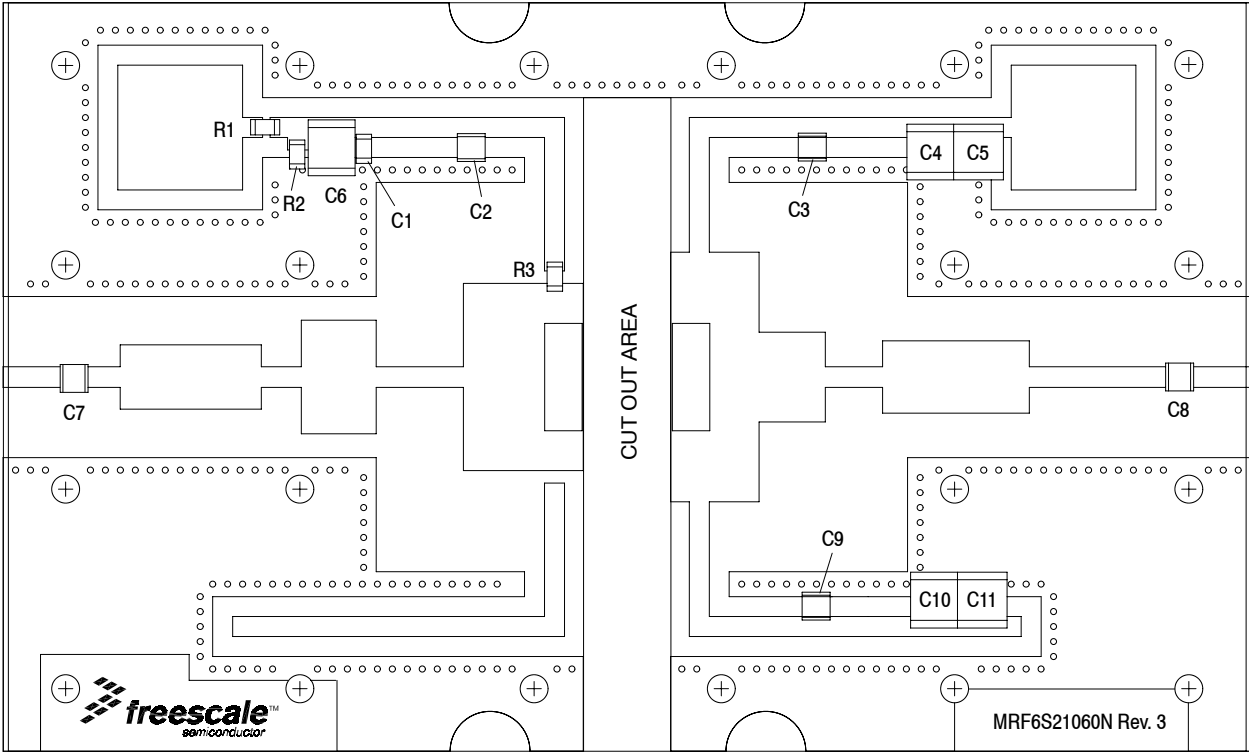 R1
C4
C5
R2
C6
C1
C2
C3
R3
CUT OUT AREA
C7
C8
C9
C10
C11
freescale™
semiconductor
MRF6S21060N Rev. 3